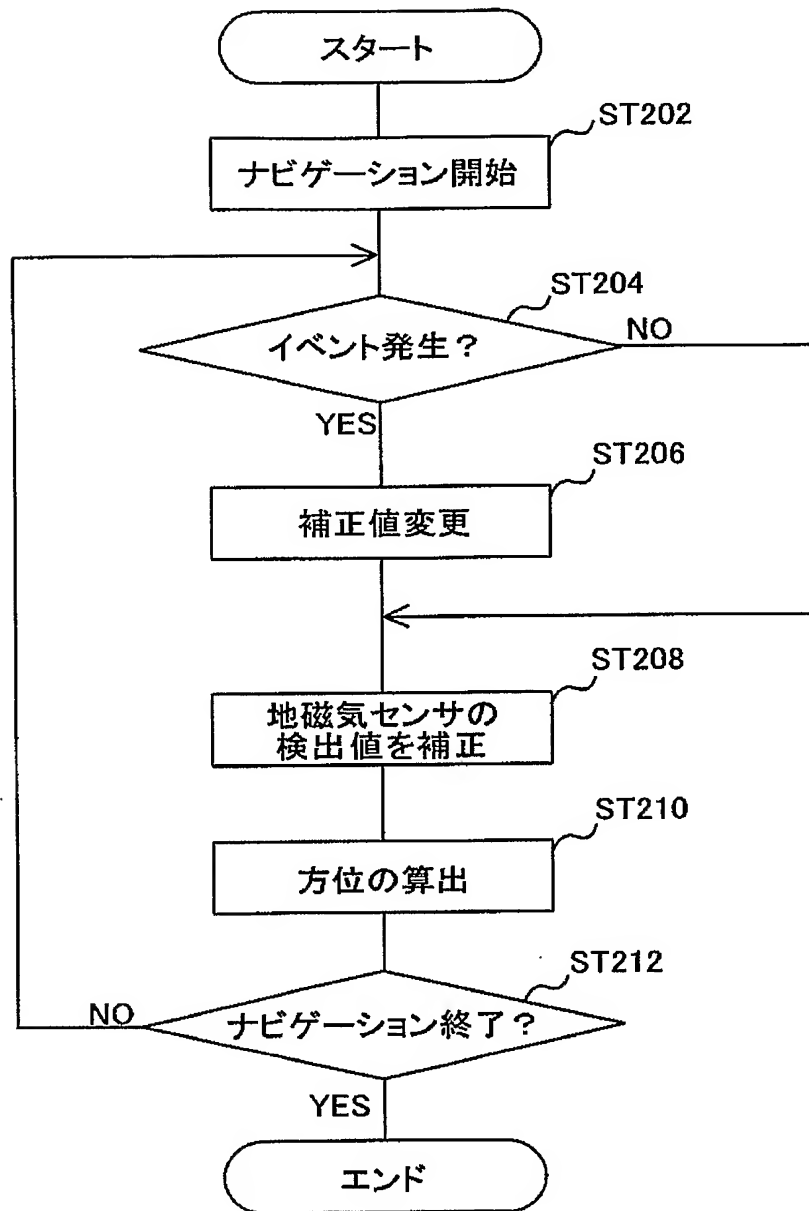 スタート
ST202
ナビゲーション開始
ST204
イベント発生？
NO
YES
ST206
補正値変更
ST208
地磁気センサの
検出値を補正
ST210
方位の算出
ST212
ナビゲーション終了？
NO
YES
エンド